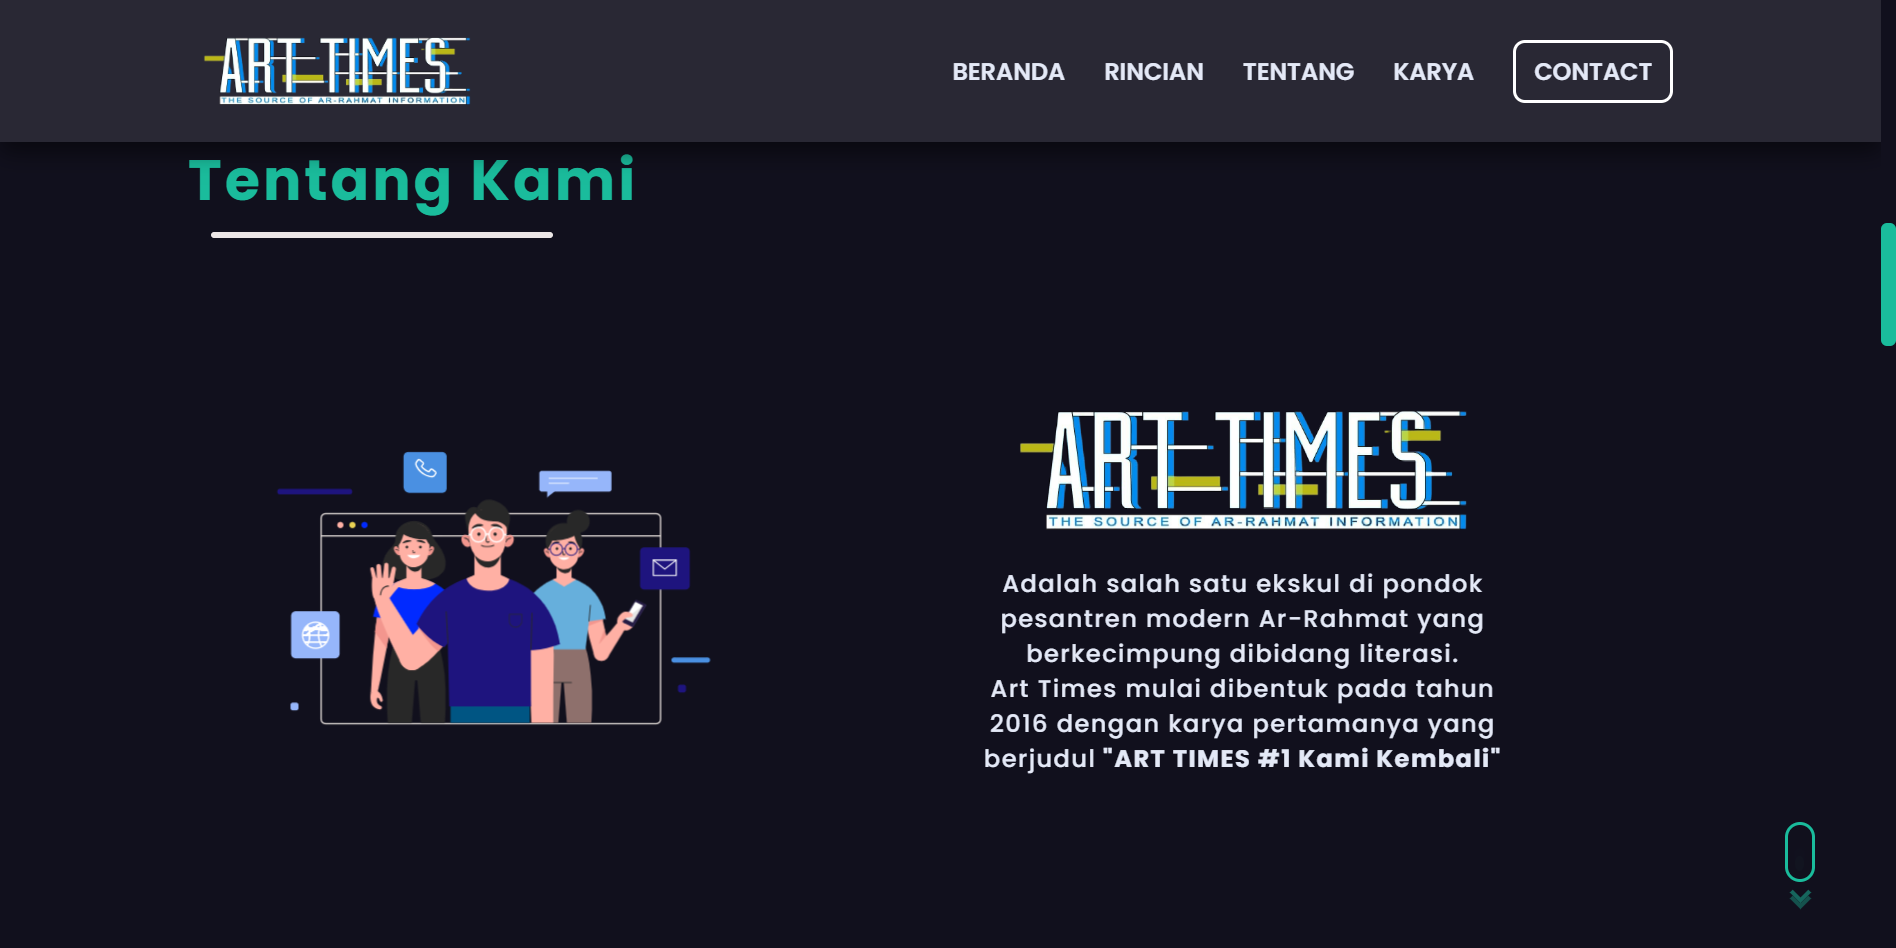 ART TIMES
THE SOURCE OF AR-RAHMAT INFORMATION
BERANDA
RINCIAN
TENTANG
KARYA
CONTACT
Tentang Kami
ART TIMES
THE SOURCE OF AR-RAHMAT INFORMATION
Adalah salah satu ekskul di pondok
pesantren modern Ar-Rahmat yang
berkecimpung dibidang literasi.
Art Times mulai dibentuk pada tahun
2016 dengan karya pertamanya yang
berjudul "ART TIMES #1 Kami Kembali"